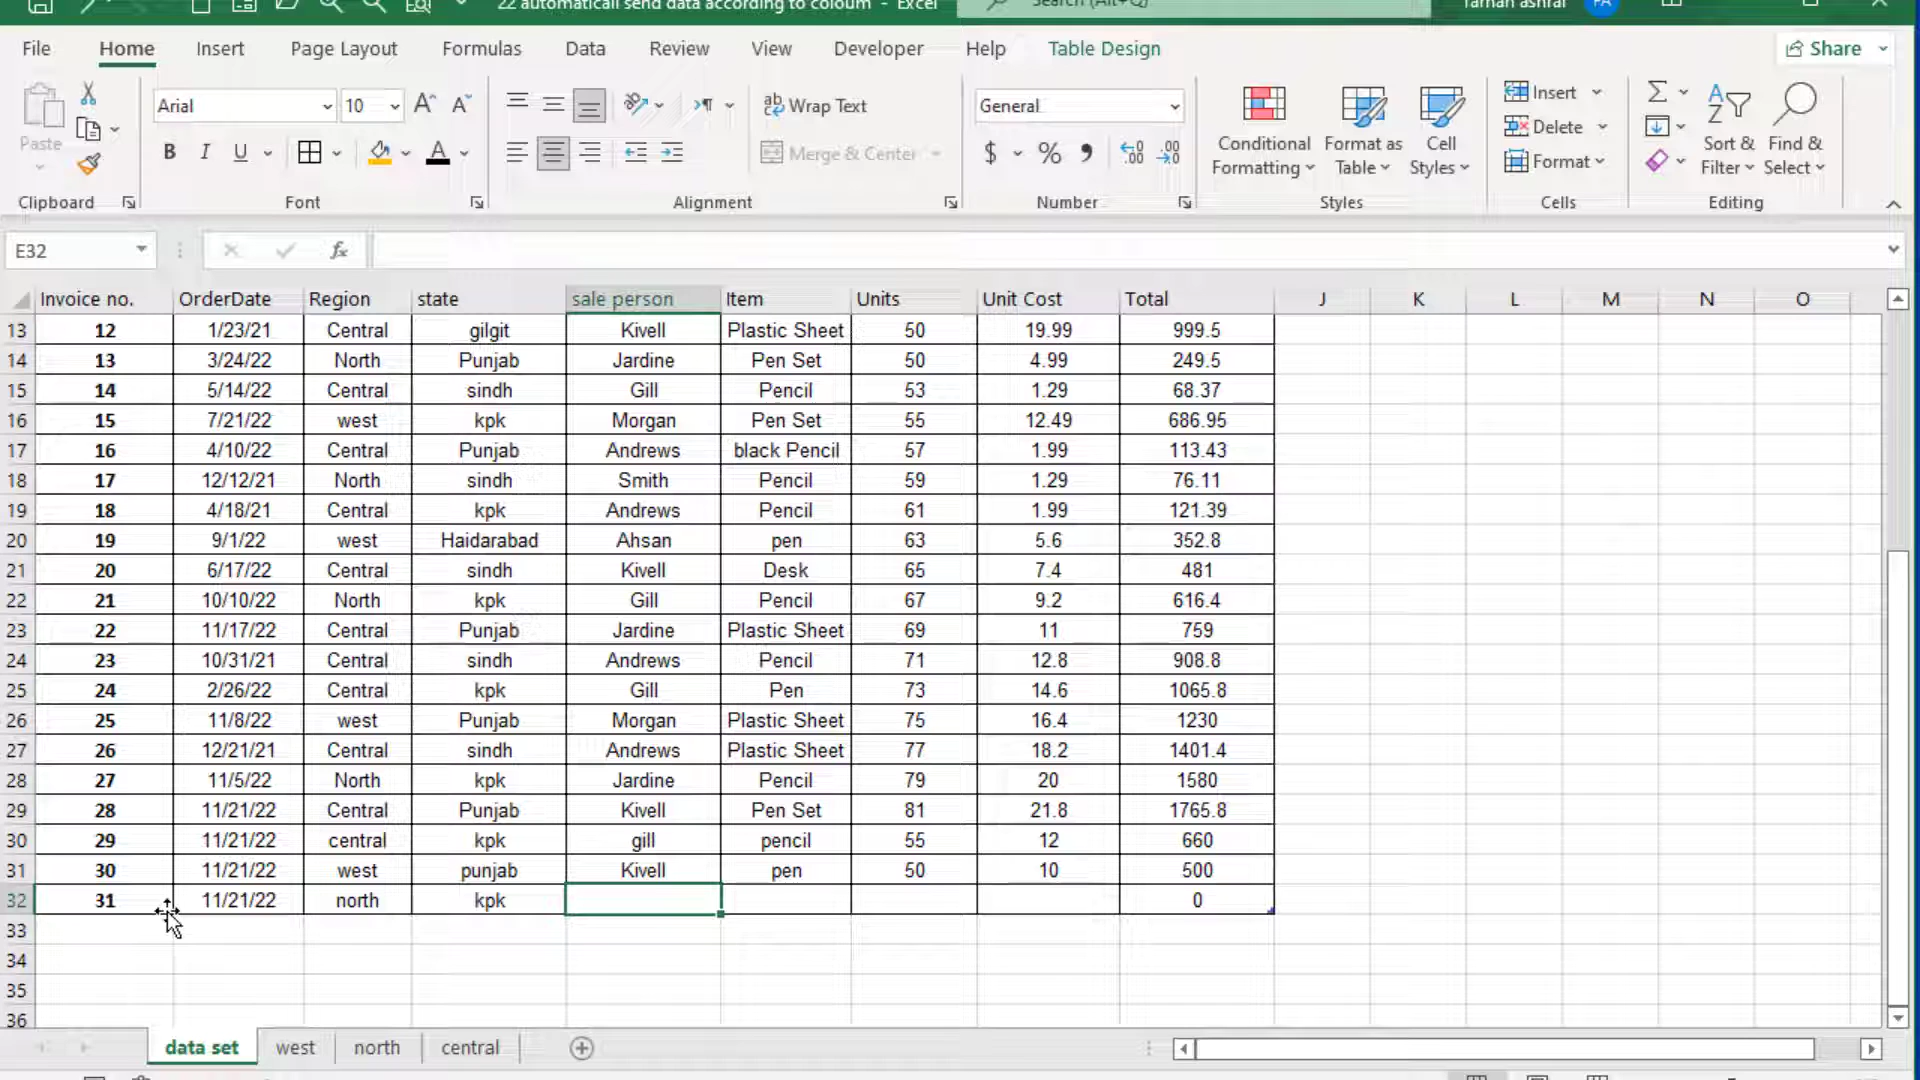 22 automaticall send data according to coloum - Excel
Search (Alt+Q)
farhan ashraf
FA
File Home Insert Page Layout Formulas Data Review View Developer Help Table Design Share
Paste
Clipboard
Arial 10
B I U
Font
Wrap Text
Merge & Center
Alignment
General
$ % ,
Number
Conditional Formatting
Format as Table
Cell Styles
Styles
Insert
Delete
Format
Cells
Sort & Filter
Find & Select
Editing
E32
fx
Invoice no. OrderDate Region state sale person Item Units Unit Cost Total J K L M N O
13 12 1/23/21 Central gilgit Kivell Plastic Sheet 50 19.99 999.5
14 13 3/24/22 North Punjab Jardine Pen Set 50 4.99 249.5
15 14 5/14/22 Central sindh Gill Pencil 53 1.29 68.37
16 15 7/21/22 west kpk Morgan Pen Set 55 12.49 686.95
17 16 4/10/22 Central Punjab Andrews black Pencil 57 1.99 113.43
18 17 12/12/21 North sindh Smith Pencil 59 1.29 76.11
19 18 4/18/21 Central kpk Andrews Pencil 61 1.99 121.39
20 19 9/1/22 west Haidarabad Ahsan pen 63 5.6 352.8
21 20 6/17/22 Central sindh Kivell Desk 65 7.4 481
22 21 10/10/22 North kpk Gill Pencil 67 9.2 616.4
23 22 11/17/22 Central Punjab Jardine Plastic Sheet 69 11 759
24 23 10/31/21 Central sindh Andrews Pencil 71 12.8 908.8
25 24 2/26/22 Central kpk Gill Pen 73 14.6 1065.8
26 25 11/8/22 west Punjab Morgan Plastic Sheet 75 16.4 1230
27 26 12/21/21 Central sindh Andrews Plastic Sheet 77 18.2 1401.4
28 27 11/5/22 North kpk Jardine Pencil 79 20 1580
29 28 11/21/22 Central Punjab Kivell Pen Set 81 21.8 1765.8
30 29 11/21/22 central kpk gill pencil 55 12 660
31 30 11/21/22 west punjab Kivell pen 50 10 500
32 31 11/21/22 north kpk 0
33
34
35
36
data set west north central